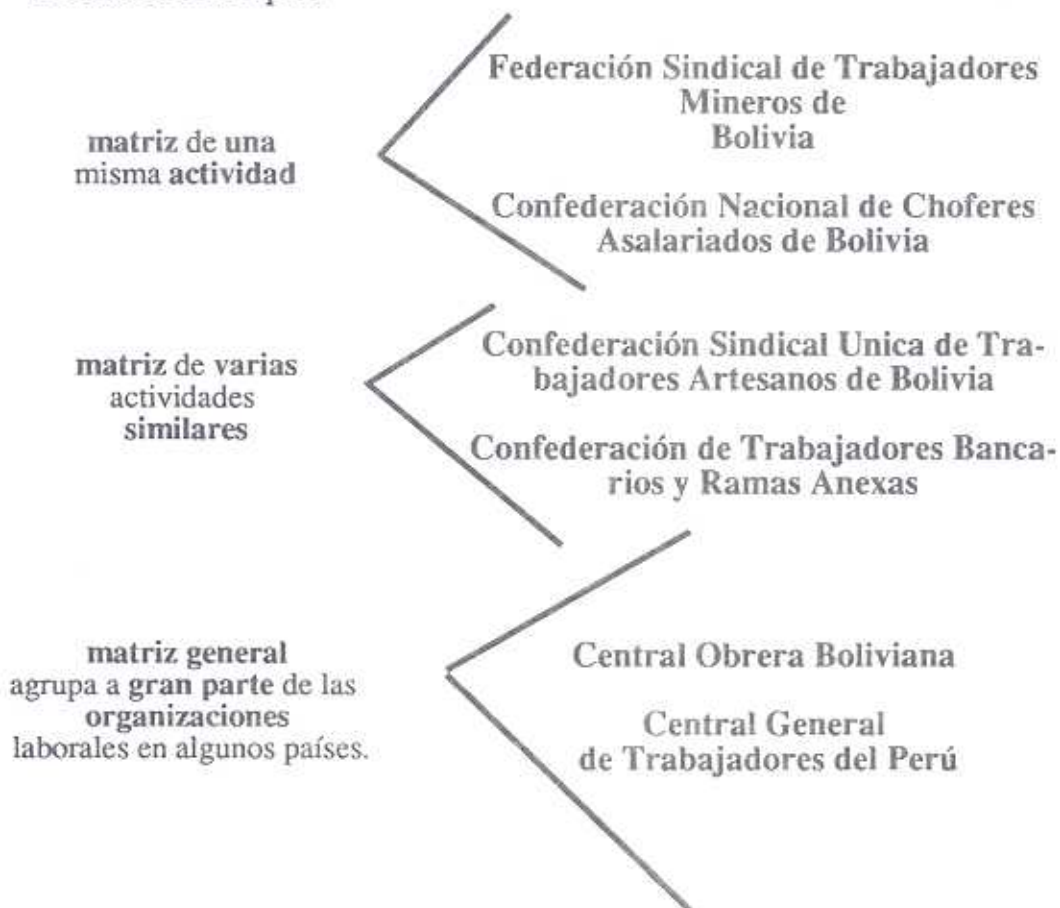 matriz de una
misma actividad
Federación Sindical de Trabajadores
Mineros de
Bolivia
Confederación Nacional de Choferes
Asalariados de Bolivia
matriz de varias
actividades
similares
Confederación Sindical Unica de Tra-
bajadores Artesanos de Bolivia
Confederación de Trabajadores Banca-
rios y Ramas Anexas
matriz general
agrupa a gran parte de las
organizaciones
laborales en algunos países.
Central Obrera Boliviana
Central General
de Trabajadores del Perú